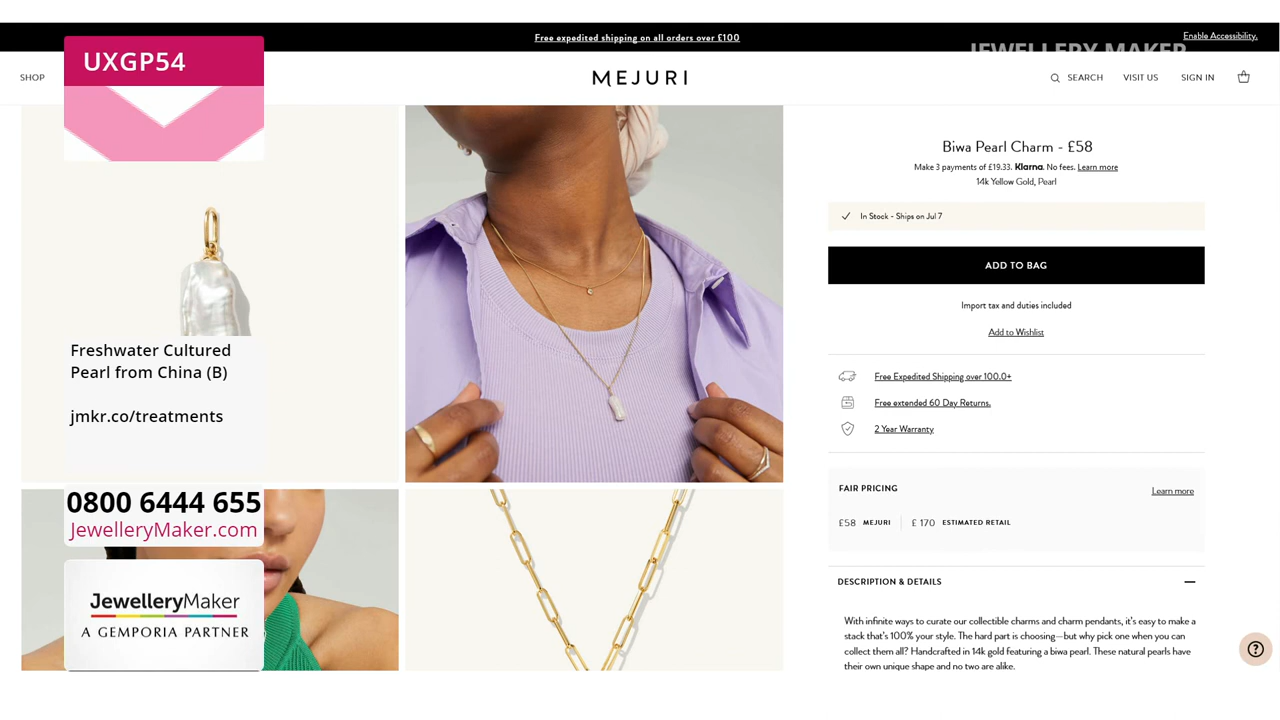 Free expedited shipping on all orders over £100
Enable Accessibility.
JEWELLERY MAKER
UXGP54
SHOP
MEJURI
SEARCH
VISIT US
SIGN IN
Biwa Pearl Charm - £58
Make 3 payments of £19.33. Klarna. No fees. Learn more
14k Yellow Gold, Pearl
In Stock - Ships on Jul 7
ADD TO BAG
Import tax and duties included
Add to Wishlist
Freshwater Cultured
Pearl from China (B)
jmkr.co/treatments
Free Expedited Shipping over 100.0+
Free extended 60 Day Returns.
2 Year Warranty
FAIR PRICING
Learn more
£58 MEJURI £ 170 ESTIMATED RETAIL
0800 6444 655
JewelleryMaker.com
JewelleryMaker
A GEMPORIA PARTNER
DESCRIPTION & DETAILS
With infinite ways to curate our collectible charms and charm pendants, it's easy to make a
stack that's 100% your style. The hard part is choosing—but why pick one when you can
collect them all? Handcrafted in 14k gold featuring a biwa pearl. These natural pearls have
their own unique shape and no two are alike.